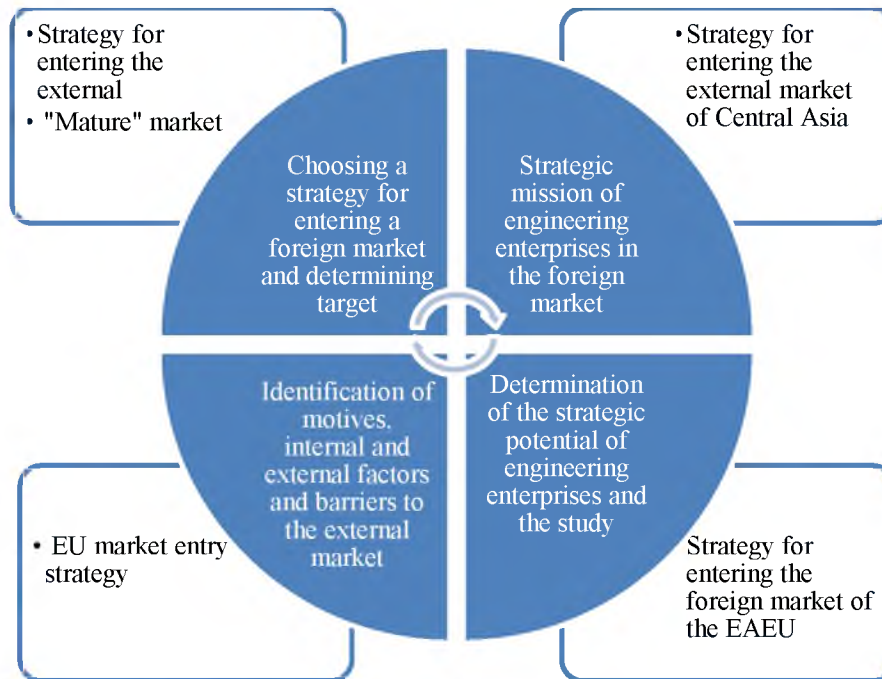 • Strategy for
entering the
external
• "Mature" market
• Strategy for
entering the
external market
of Central Asia
Choosing a
strategy for
entering a
foreign market
and determining
target
Strategic
mission of
engineering
enterprises in
the foreign
market
Identification of
motives,
internal and
external factors
and barriers to
the external
market
Determination
of the strategic
potential of
engineering
enterprises and
the study
• EU market entry
strategy
Strategy for
entering the
foreign market of
the EAEU